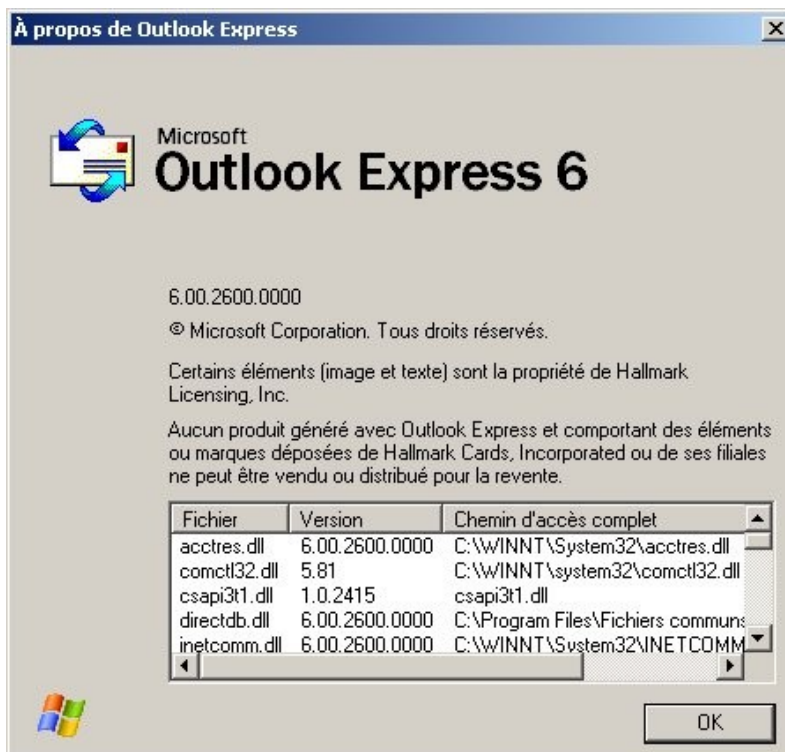 À propos de Outlook Express
Microsoft
Outlook Express 6
6.00.2600.0000
© Microsoft Corporation. Tous droits réservés.
Certains éléments (image et texte) sont la propriété de Hallmark
Licensing, Inc.
Aucun produit généré avec Outlook Express et comportant des éléments
ou marques déposées de Hallmark Cards, Incorporated ou de ses filiales
ne peut être vendu ou distribué pour la revente.
Fichier Version Chemin d'accès complet
acctres.dll 6.00.2600.0000 C:\WINNT\System32\acctres.dll
comctl32.dll 5.81 C:\WINNT\system32\comctl32.dll
csapi3t1.dll 1.0.2415 csapi3t1.dll
directdb.dll 6.00.2600.0000 C:\Program Files\Fichiers communs
inetcomm.dll 6.00.2600.0000 C:\WINNT\System32\INETCOMM
OK